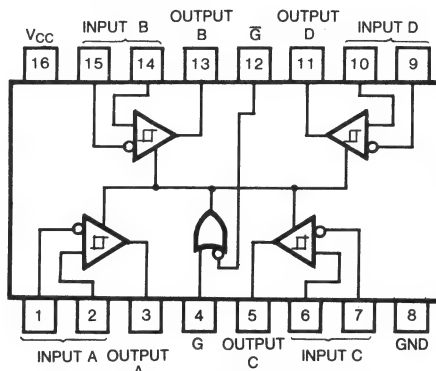 INPUT B OUTPUT B G̅ OUTPUT D INPUT D
VCC
16 15 14 13 12 11 10 9
1 2 3 4 5 6 7 8
INPUT A OUTPUT A G OUTPUT C INPUT C GND